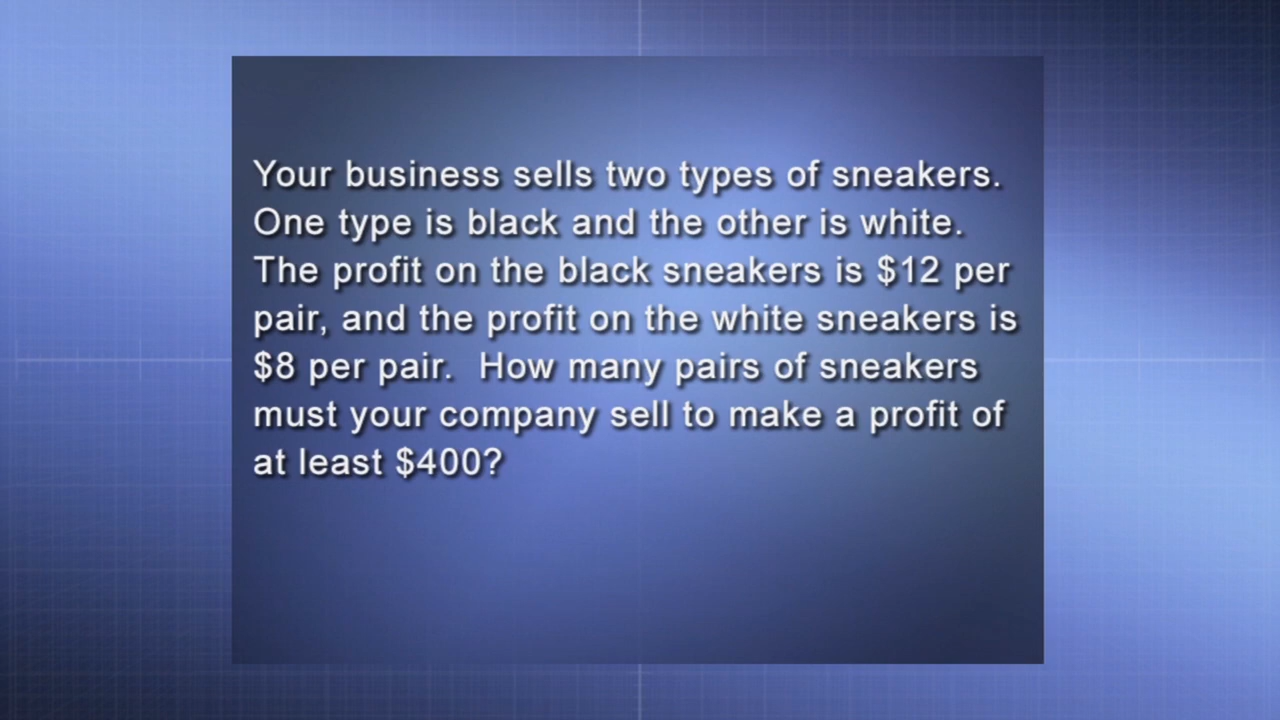 Your business sells two types of sneakers.
One type is black and the other is white.
The profit on the black sneakers is $12 per
pair, and the profit on the white sneakers is
$8 per pair.  How many pairs of sneakers
must your company sell to make a profit of
at least $400?